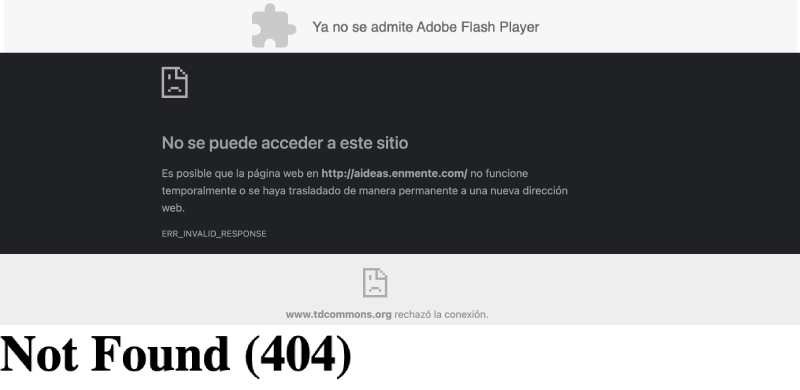 Ya no se admite Adobe Flash Player
No se puede acceder a este sitio
Es posible que la página web en http://aideas.enmente.com/ no funcione
temporalmente o se haya trasladado de manera permanente a una nueva dirección
web.
ERR_INVALID_RESPONSE
www.tdcommons.org rechazó la conexión.
Not Found (404)